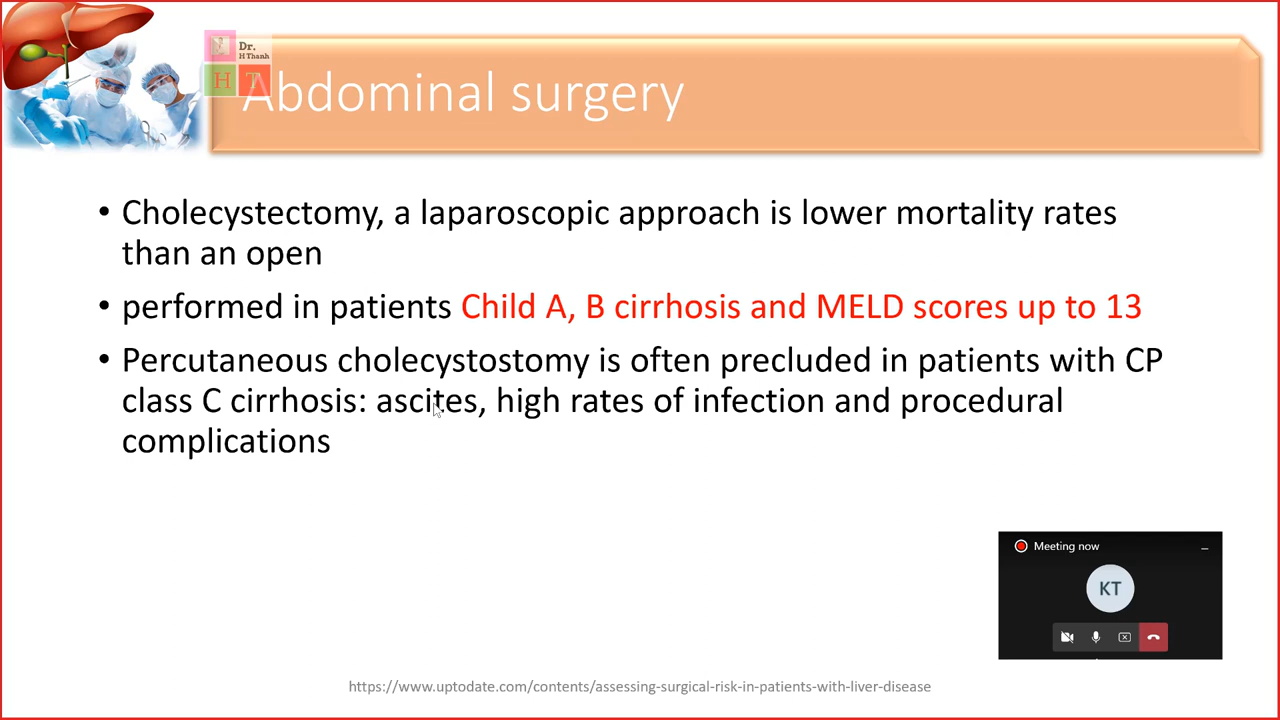 Dr.
H Thanh
H T
Abdominal surgery
• Cholecystectomy, a laparoscopic approach is lower mortality rates
than an open
• performed in patients Child A, B cirrhosis and MELD scores up to 13
• Percutaneous cholecystostomy is often precluded in patients with CP
class C cirrhosis: ascites, high rates of infection and procedural
complications
Meeting now
KT
https://www.uptodate.com/contents/assessing-surgical-risk-in-patients-with-liver-disease